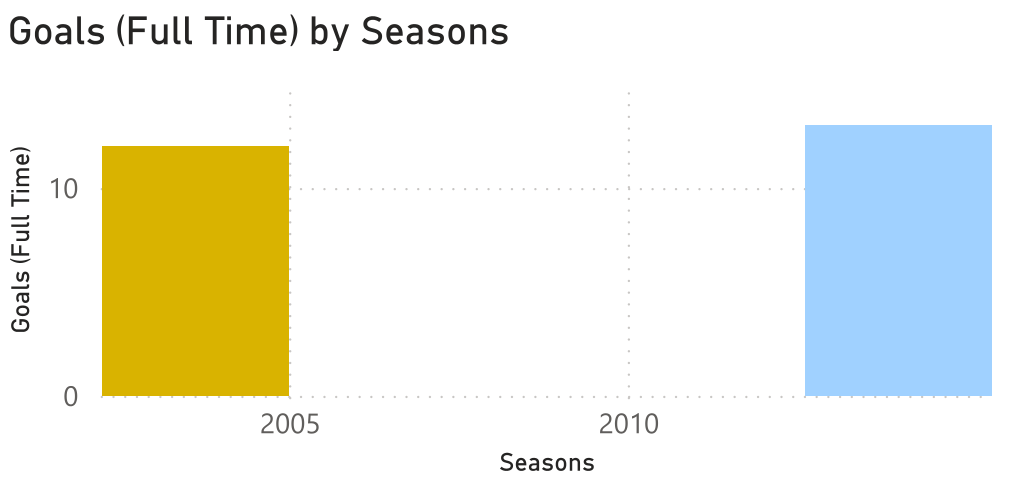 Goals (Full Time) by Seasons
Goals (Full Time)
10
0
2005 2010
Seasons